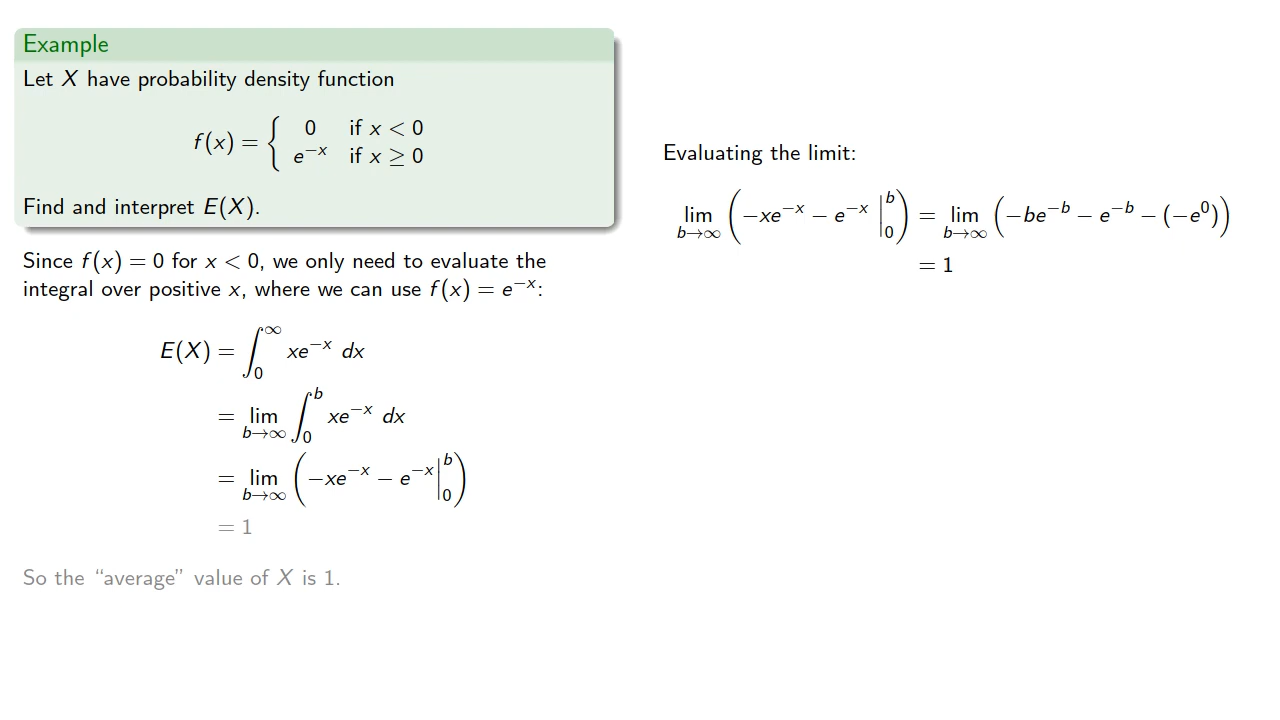 Example
Let X have probability density function
f(x) = { 0 if x < 0
e^{−x} if x ≥ 0
Find and interpret E(X).
Since f(x) = 0 for x < 0, we only need to evaluate the
integral over positive x, where we can use f(x) = e^{−x}:
E(X) = ∫_0^∞ xe^{−x} dx
= lim_{b→∞} ∫_0^b xe^{−x} dx
= lim_{b→∞} (−xe^{−x} − e^{−x} |_0^b)
= 1
So the “average” value of X is 1.
Evaluating the limit:
lim_{b→∞} (−xe^{−x} − e^{−x} |_0^b) = lim_{b→∞} (−be^{−b} − e^{−b} − (−e^0))
= 1